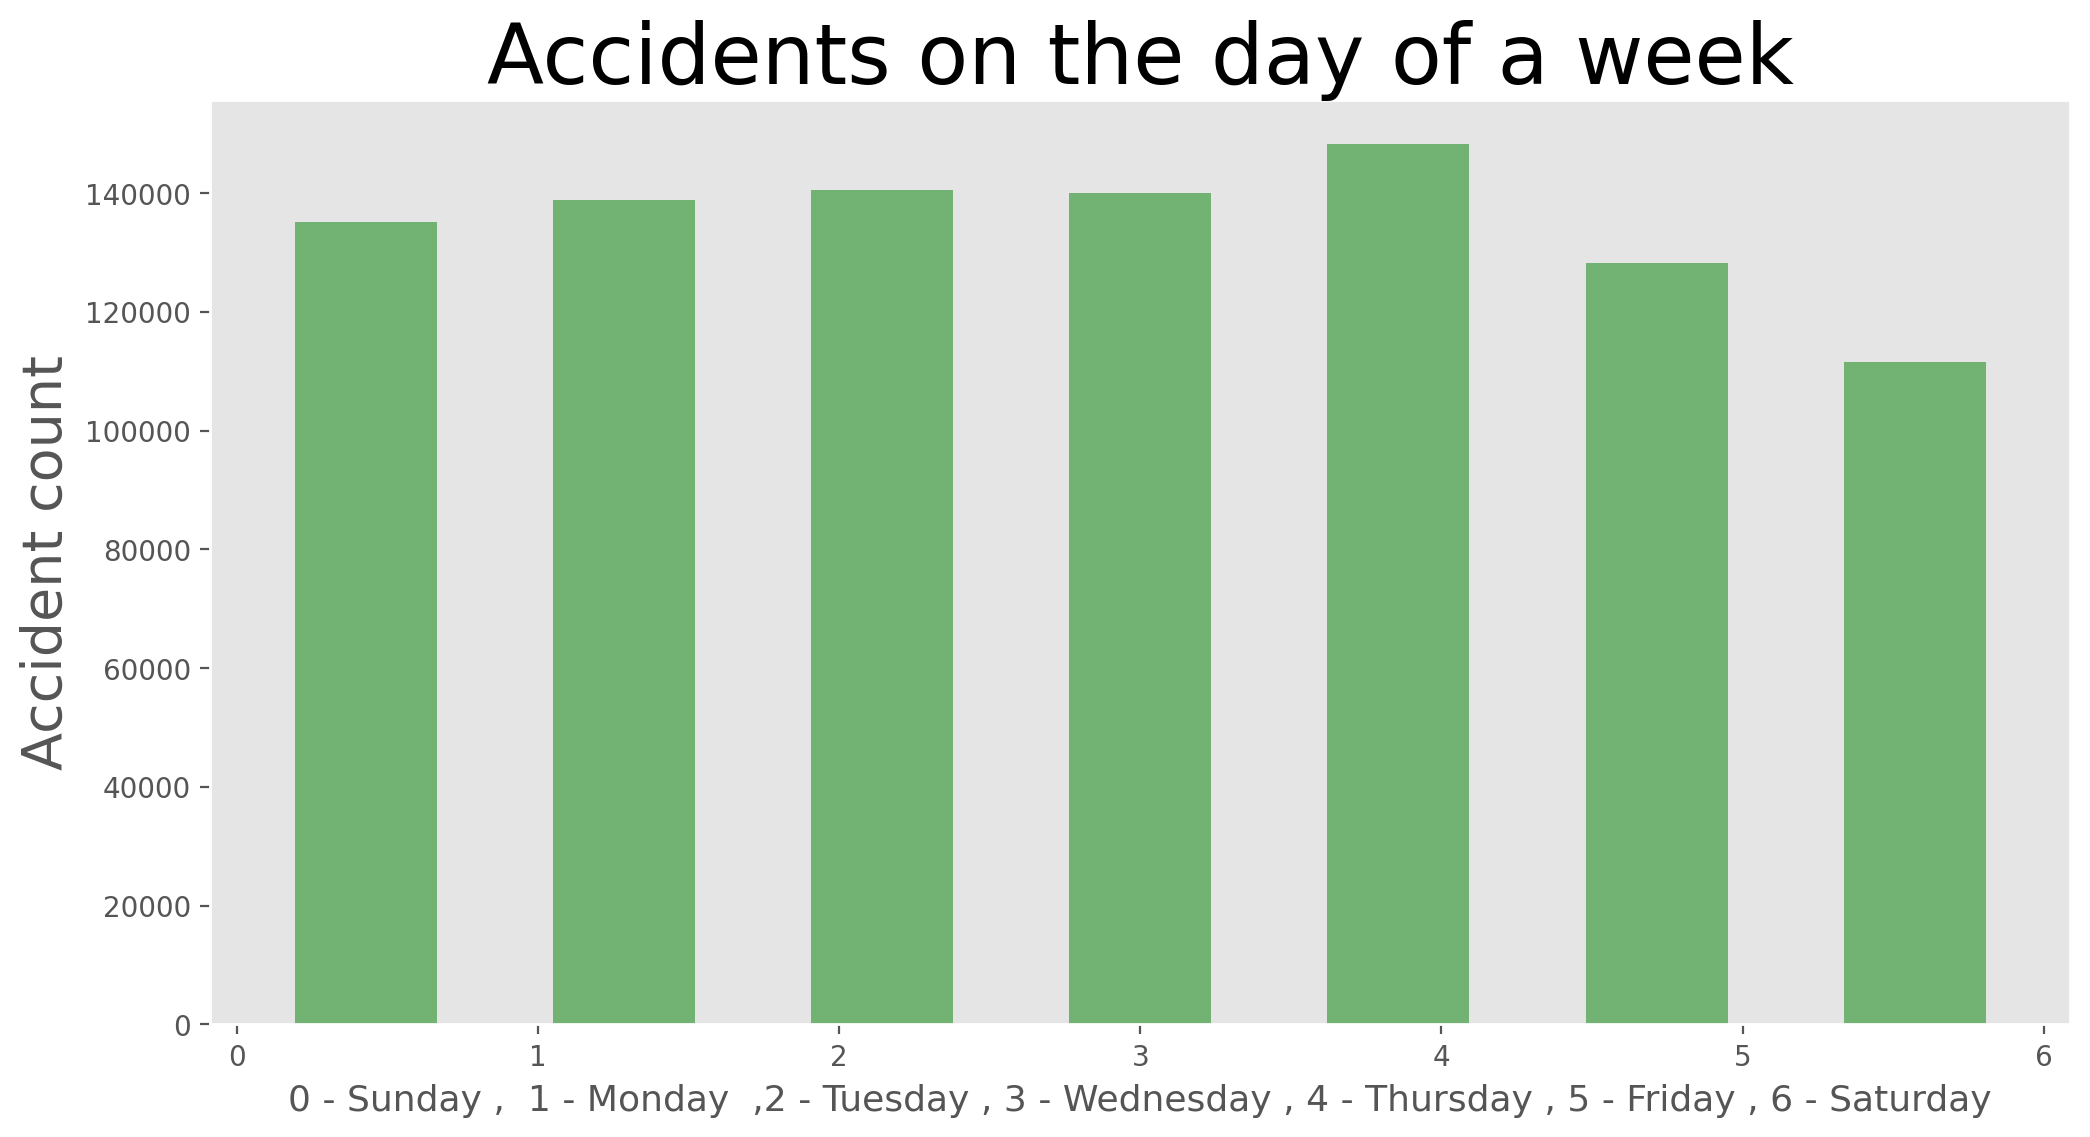 Accidents on the day of a week
140000
120000
100000
80000
60000
40000
20000
0
Accident count
0 1 2 3 4 5 6
0 - Sunday ,  1 - Monday  ,2 - Tuesday , 3 - Wednesday , 4 - Thursday , 5 - Friday , 6 - Saturday